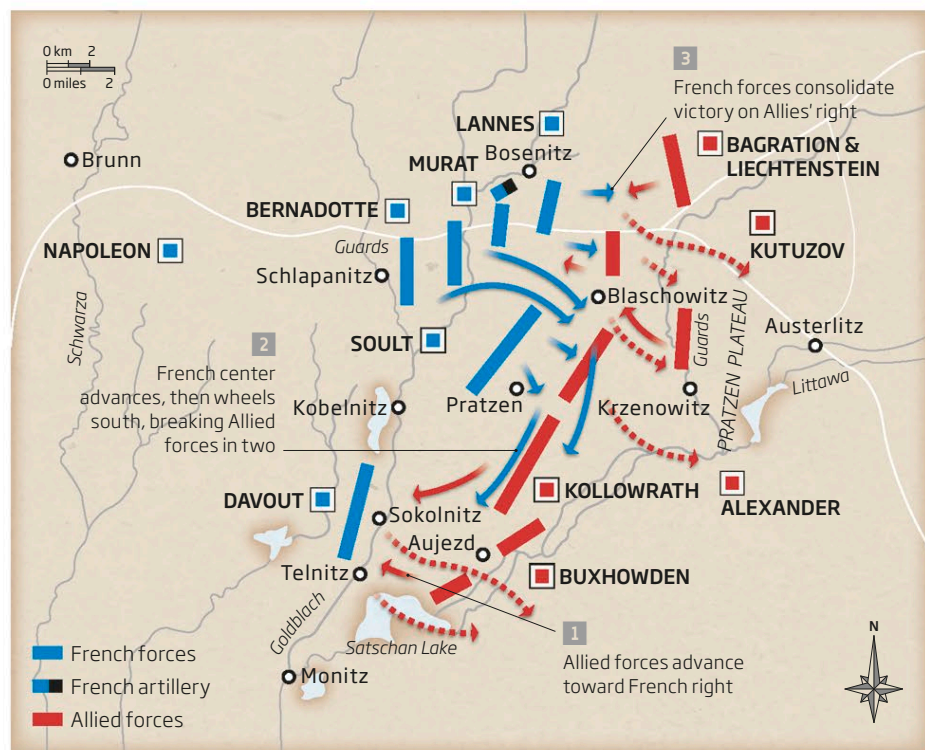 0 km 2
0 miles 2
3
French forces consolidate
victory on Allies' right
LANNES
Bosenitz
BAGRATION &
LIECHTENSTEIN
Brunn
MURAT
BERNADOTTE
NAPOLEON
Guards
KUTUZOV
Schlapanitz
Blaschowitz
Schwarza
SOULT
Guards
PRATZEN PLATEAU
Austerlitz
2
French center
advances, then wheels
south, breaking Allied
forces in two
Kobelnitz
Pratzen
Krzenowitz
Littawa
DAVOUT
KOLLOWRATH
ALEXANDER
Sokolnitz
Aujezd
Telnitz
BUXHOWDEN
Goldblach
Satschan Lake
1
Allied forces advance
toward French right
Monitz
N
French forces
French artillery
Allied forces